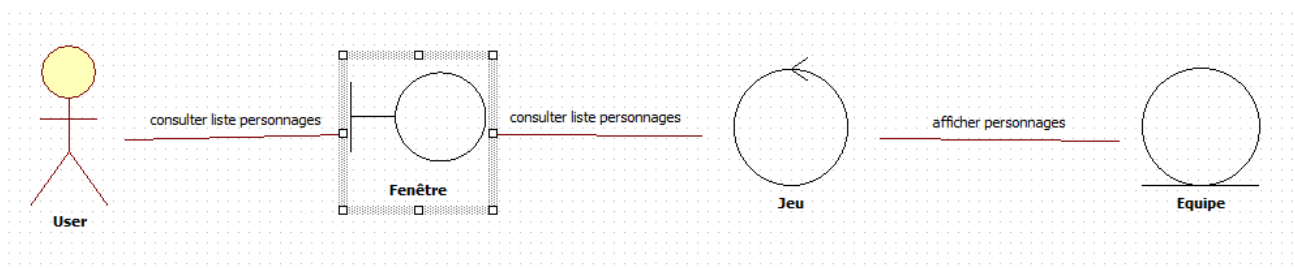 consulter liste personnages
consulter liste personnages
afficher personnages
User
Fenêtre
Jeu
Equipe